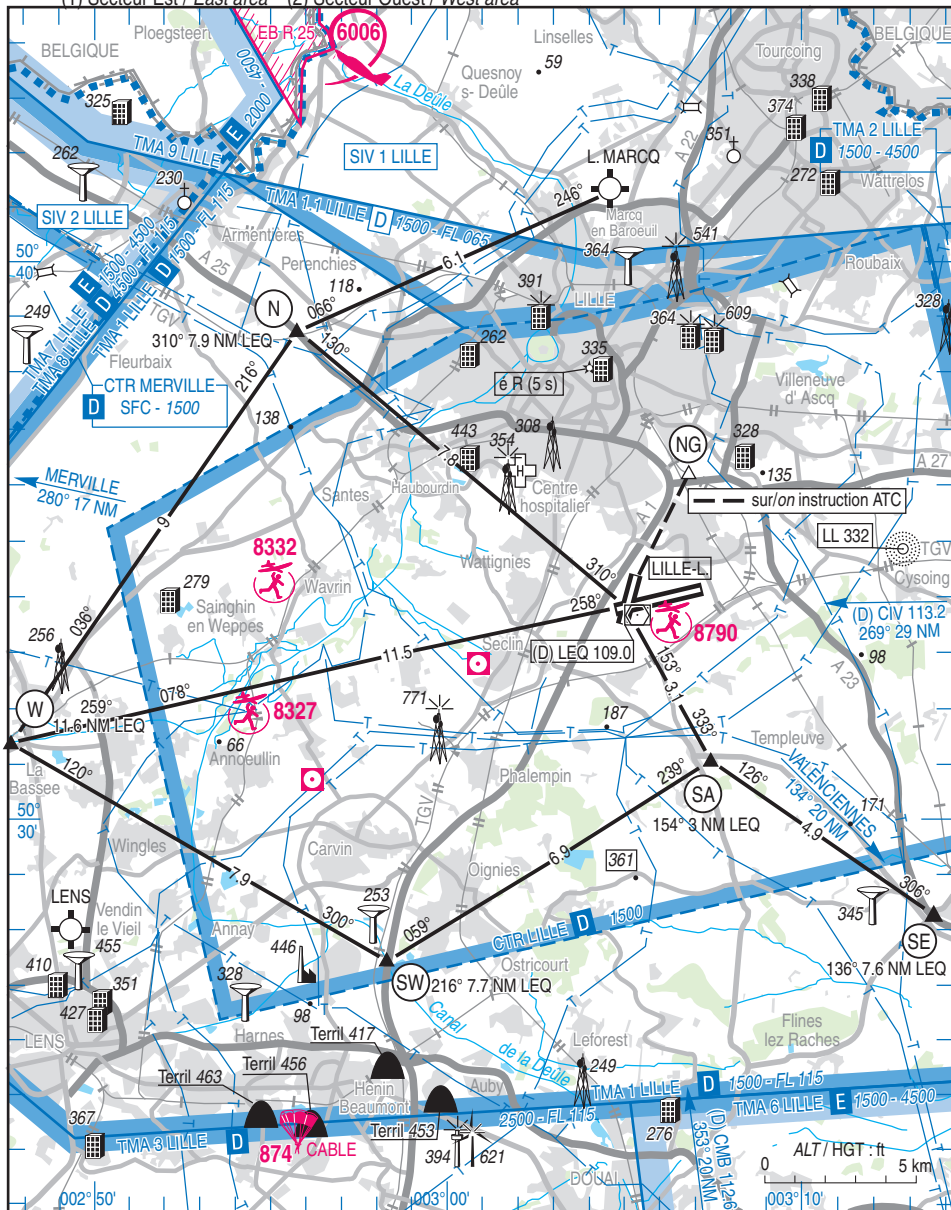 (1) Secteur Est / East area (2) Secteur Ouest / West area
BELGIQUE
Ploegsteert
EB R 25
6006
Linselles
59
Quesnoy
s- Deûle
La Deûle
Tourcoing
BELGIQUE
338
374
325
E 2000' - 4500
TMA 9 LILLE
SIV 1 LILLE
A 22
351
TMA 2 LILLE
D 1500 - 4500
262
230
L. MARCQ
272
Wattrelos
SIV 2 LILLE
TMA 1.1 LILLE D 1500 - FL 065
246°
Marcq
en Baroeuil
541
364
Armentières
A 25
50°
40'
Perenchies
6.1
118
391
Roubaix
249
TGV
E 1500 - 4500
D 4500 - FL 115
D 1500 - FL 115
TMA 7 LILLE
TMA 8 LILLE
TMA 1 LILLE
N
066°
310° 7.9 NM LEQ
130°
216°
LILLE
328
364
609
262
335
é R (5 s)
Fleurbaix
CTR MERVILLE
D SFC - 1500
Villeneuve
d' Ascq
138
308
443
354
7.8
H
NG
328
135
A 27
MERVILLE
280° 17 NM
Haubourdin
Centre
hospitalier
A 1
Santes
9
sur/on instruction ATC
8332
Wattignies
LL 332
TGV
Wavrin
310°
LILLE-L
Cysoing
279
Sainghin
en Weppes
258°
8790
(D) CIV 113.2
269° 29 NM
036°
256
Seclin
(D) LEQ 109.0
153°
A 23
98
11.5
3.1
W
259°
11.6 NM LEQ
078°
8327
771
66
Annoeullin
187
333°
Templeuve
La
Bassee
120°
Phalempin
239°
126°
VALENCIENNES
134° 20 NM
SA
154° 3 NM LEQ
171
50°
30'
TGV
4.9
Wingles
Carvin
6.9
7.9
Oignies
361
306°
LENS
Vendin
le Vieil
253
345
300°
059°
Annay
CTR LILLE D 1500
SE
136° 7.6 NM LEQ
455
446
410
351
328
SW
216° 7.7 NM LEQ
Ostricourt
427
98
Canal
de la Deûle
Flines
lez Raches
LENS
Harnes
Terril 417
Leforest
Terril 463
Terril 456
249
Hénin
Beaumont
Auby
TMA 1 LILLE D 1500 - FL 115
TMA 6 LILLE E 1500 - 4500
367
2500 - FL 115
TMA 3 LILLE D
Terril 453
276
874
CABLE
394
621
(D) CMB 112.6
353° 20 NM
ALT / HGT : ft
DOUAI
0
5 km
002° 50'
003° 00'
003° 10'